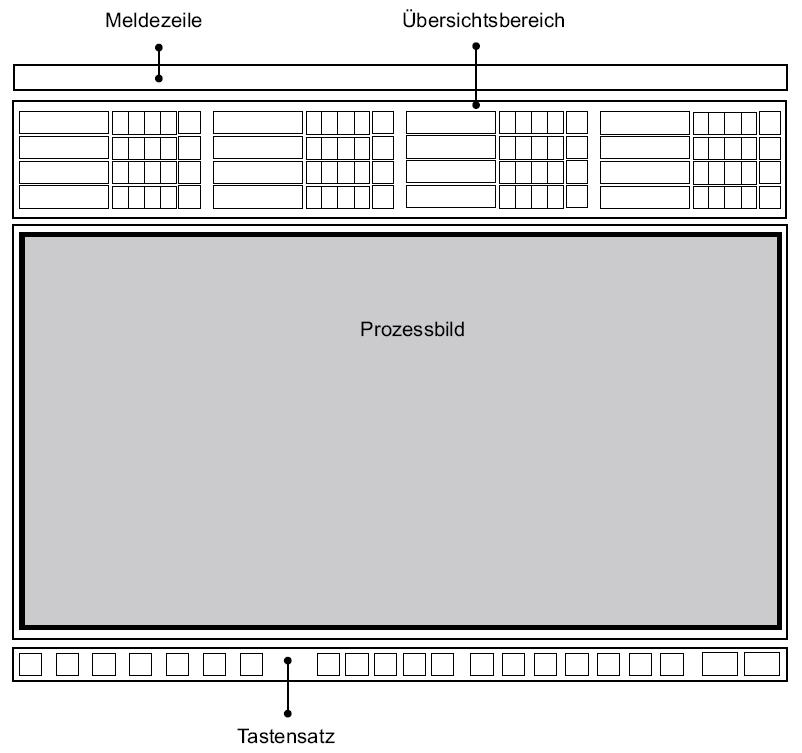 Meldezeile
Übersichtsbereich
Prozessbild
Tastensatz